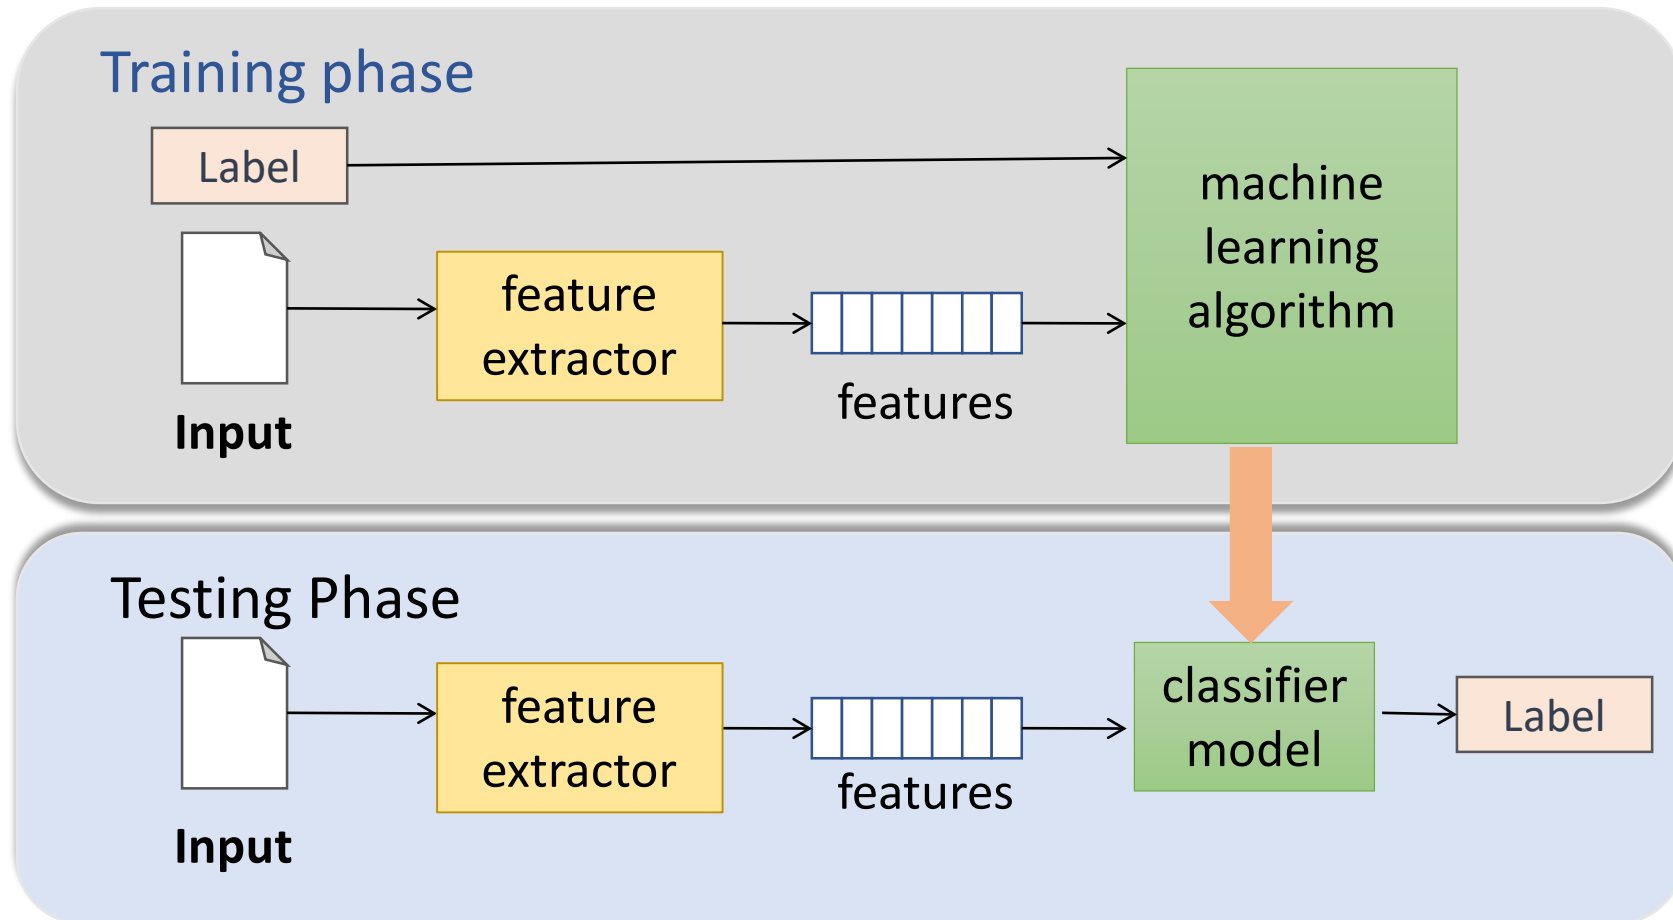 Training phase
Label
machine
learning
algorithm
feature
extractor
features
Input
Testing Phase
feature
extractor
features
classifier
model
Label
Input